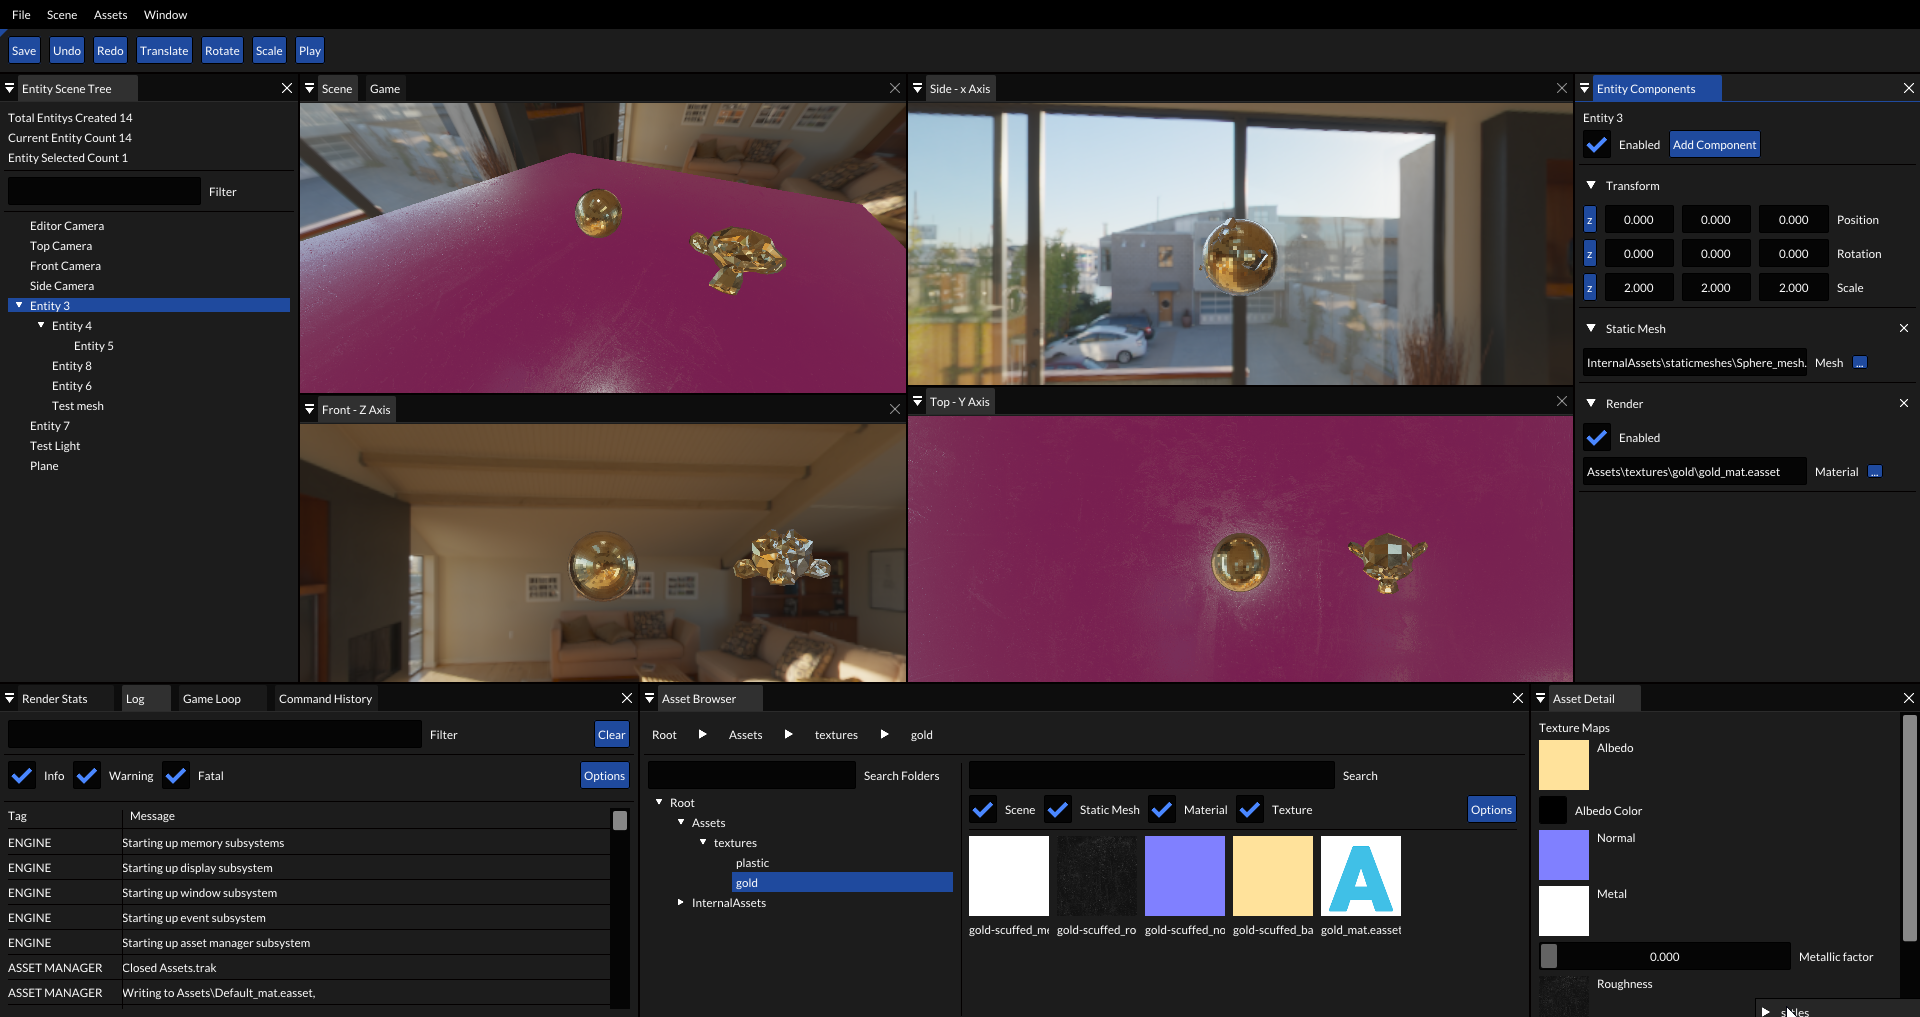 File Scene Assets Window
Save Undo Redo Translate Rotate Scale Play
Entity Scene Tree
Total Entitys Created 14
Current Entity Count 14
Entity Selected Count 1
Filter
Editor Camera
Top Camera
Front Camera
Side Camera
Entity 3
Entity 4
Entity 5
Entity 8
Entity 6
Test mesh
Entity 7
Test Light
Plane
Scene Game
Side - x Axis
Front - Z Axis
Top - Y Axis
Entity Components
Entity 3
Enabled Add Component
Transform
z 0.000 0.000 0.000 Position
z 0.000 0.000 0.000 Rotation
z 2.000 2.000 2.000 Scale
Static Mesh
InternalAssets\staticmeshes\Sphere_mesh. Mesh ...
Render
Enabled
Assets\textures\gold\gold_mat.easset Material ...
Render Stats Log Game Loop Command History
Filter Clear
Info Warning Fatal Options
Tag Message
ENGINE Starting up memory subsystems
ENGINE Starting up display subsystem
ENGINE Starting up window subsystem
ENGINE Starting up event subsystem
ENGINE Starting up asset manager subsystem
ASSET MANAGER Closed Assets.trak
ASSET MANAGER Writing to Assets\Default_mat.easset,
Asset Browser
Root Assets textures gold
Search Folders
Root
Assets
textures
plastic
gold
InternalAssets
Search
Scene Static Mesh Material Texture Options
gold-scuffed_me gold-scuffed_ro gold-scuffed_no gold-scuffed_ba gold_mat.easset
Asset Detail
Texture Maps
Albedo
Albedo Color
Normal
Metal
0.000 Metallic factor
Roughness